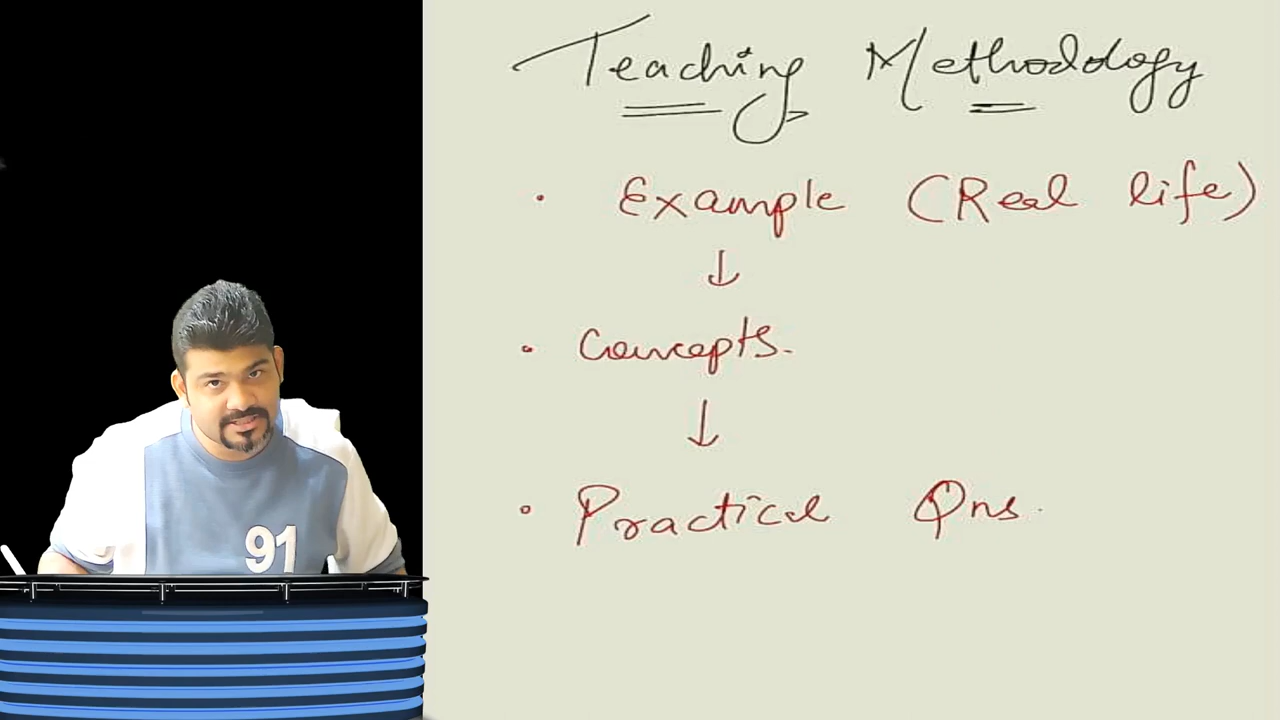 Teaching Methodology
• Example (Real life)
↓
• Concepts.
↓
• Practical Qns.
91